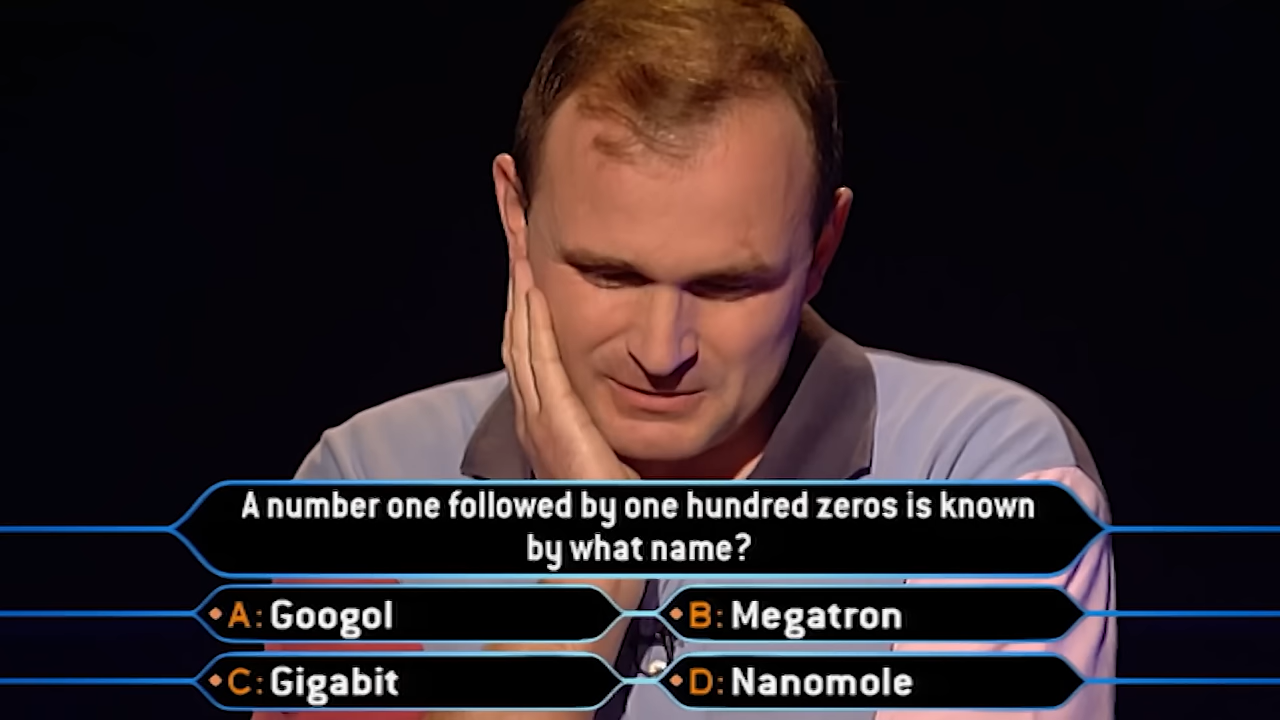 A number one followed by one hundred zeros is known
by what name?
A: Googol
B: Megatron
C: Gigabit
D: Nanomole